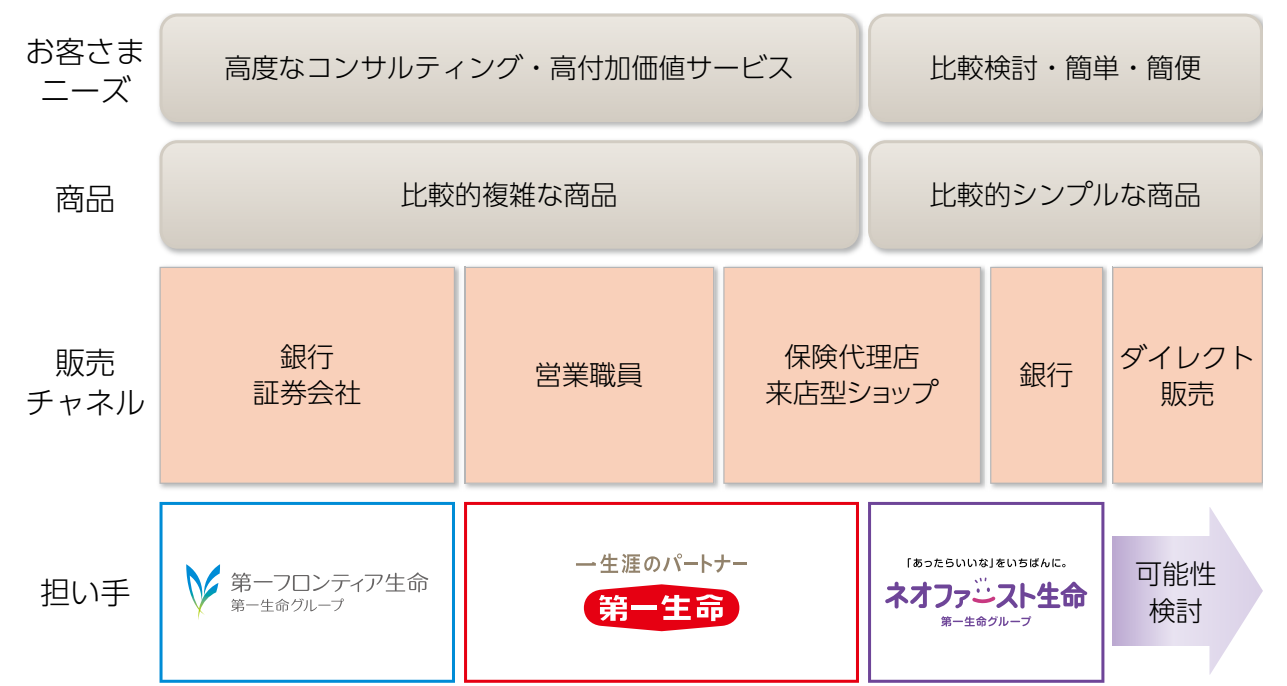 お客さま
ニーズ
高度なコンサルティング・高付加価値サービス
比較検討・簡単・簡便
商品
比較的複雑な商品
比較的シンプルな商品
販売
チャネル
銀行
証券会社
営業職員
保険代理店
来店型ショップ
銀行
ダイレクト
販売
担い手
第一フロンティア生命
第一生命グループ
一生涯のパートナー
第一生命
「あったらいいな」をいちばんに。
ネオファースト生命
第一生命グループ
可能性
検討